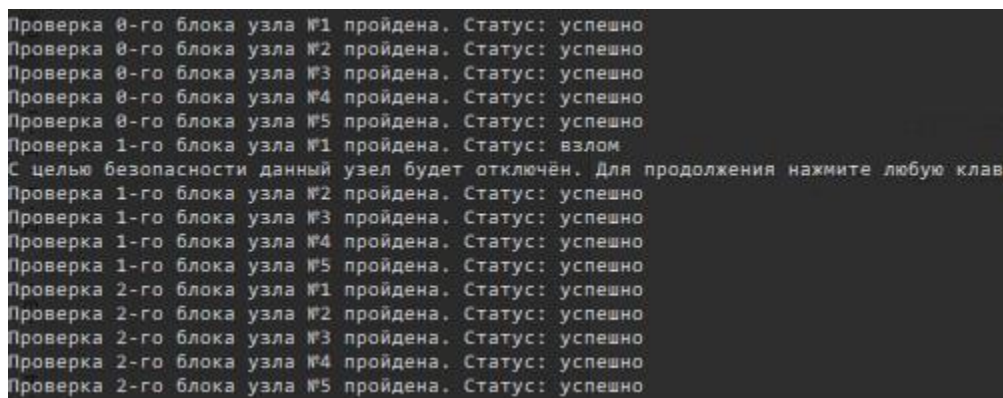 Проверка 0-го блока узла №1 пройдена. Статус: успешно
Проверка 0-го блока узла №2 пройдена. Статус: успешно
Проверка 0-го блока узла №3 пройдена. Статус: успешно
Проверка 0-го блока узла №4 пройдена. Статус: успешно
Проверка 0-го блока узла №5 пройдена. Статус: успешно
Проверка 1-го блока узла №1 пройдена. Статус: взлом
С целью безопасности данный узел будет отключён. Для продолжения нажмите любую клав
Проверка 1-го блока узла №2 пройдена. Статус: успешно
Проверка 1-го блока узла №3 пройдена. Статус: успешно
Проверка 1-го блока узла №4 пройдена. Статус: успешно
Проверка 1-го блока узла №5 пройдена. Статус: успешно
Проверка 2-го блока узла №1 пройдена. Статус: успешно
Проверка 2-го блока узла №2 пройдена. Статус: успешно
Проверка 2-го блока узла №3 пройдена. Статус: успешно
Проверка 2-го блока узла №4 пройдена. Статус: успешно
Проверка 2-го блока узла №5 пройдена. Статус: успешно